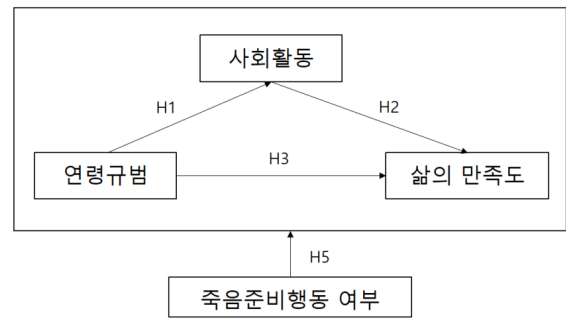 사회활동
H1
H2
연령규범
H3
삶의 만족도
H5
죽음준비행동 여부